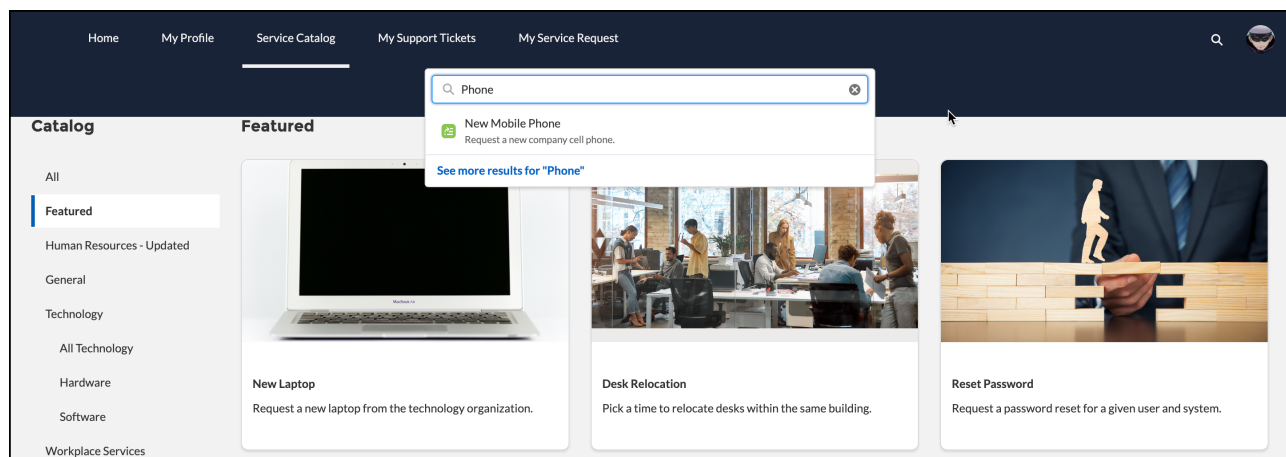 Home My Profile Service Catalog My Support Tickets My Service Request
Phone
New Mobile Phone
Request a new company cell phone.
See more results for "Phone"
Catalog
All
Featured
Human Resources - Updated
General
Technology
All Technology
Hardware
Software
Workplace Services
Featured
MacBook Air
New Laptop
Request a new laptop from the technology organization.
Desk Relocation
Pick a time to relocate desks within the same building.
Reset Password
Request a password reset for a given user and system.